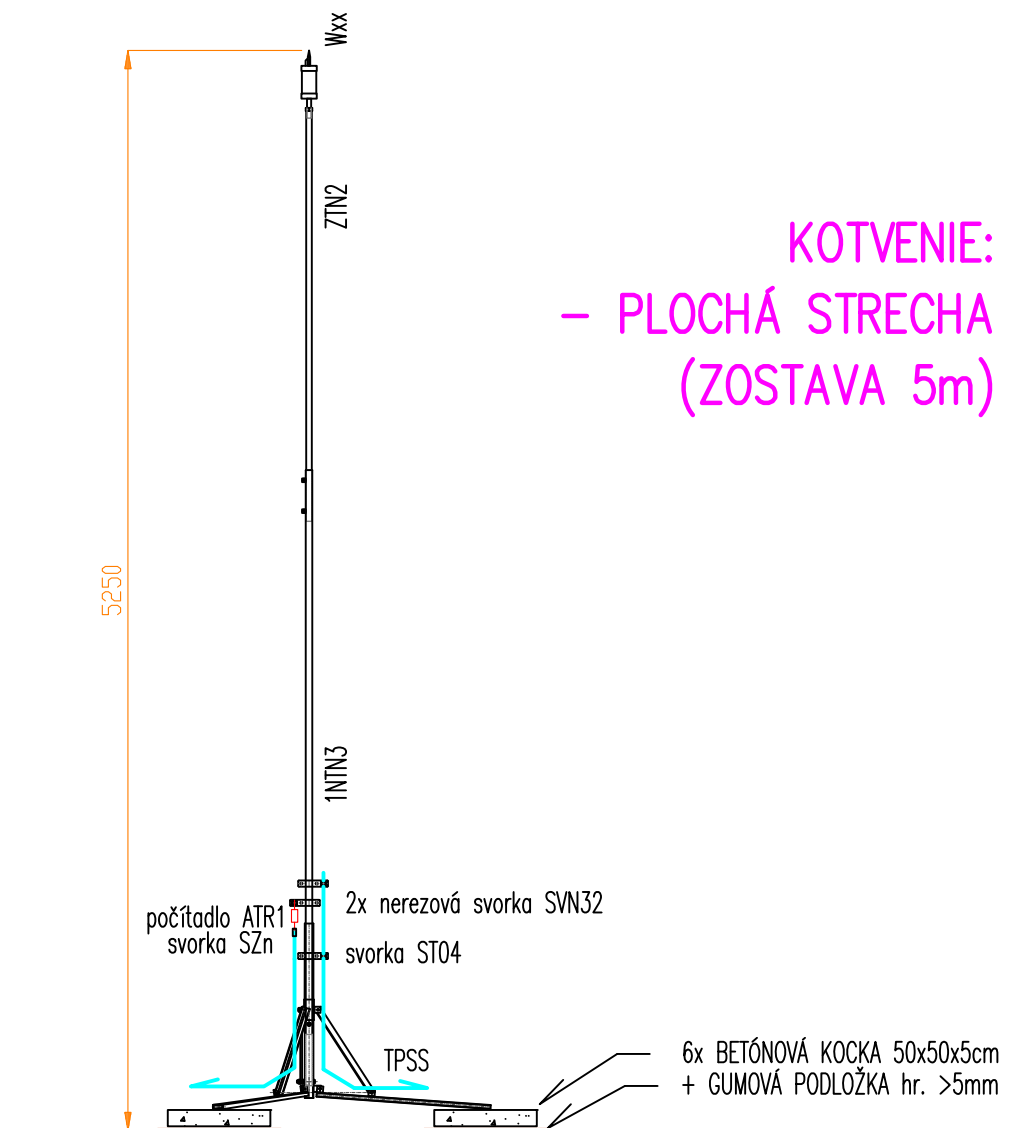 Wxx
ZTN2
KOTVENIE:
- PLOCHÁ STRECHA
(ZOSTAVA 5m)
5250
1NTN3
2x nerezová svorka SVN32
počítadlo ATR1
svorka SZn
svorka ST04
TPSS
6x BETÓNOVÁ KOCKA 50x50x5cm
+ GUMOVÁ PODLOŽKA hr. >5mm